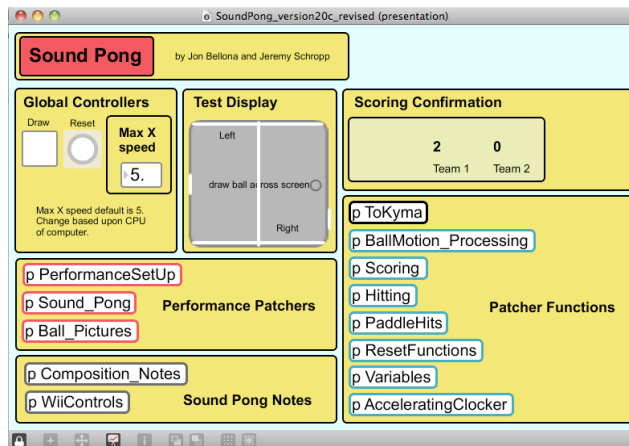 SoundPong_version20c_revised (presentation)
Sound Pong
by Jon Bellona and Jeremy Schropp
Global Controllers
Draw
Reset
Max X
speed
5.
Max X speed default is 5.
Change based upon CPU
of computer.
Test Display
Left
draw ball across screen
Right
Scoring Confirmation
2
0
Team 1
Team 2
p PerformanceSetUp
p Sound_Pong
p Ball_Pictures
Performance Patchers
p Composition_Notes
p WiiControls
Sound Pong Notes
p ToKyma
p BallMotion_Processing
p Scoring
p Hitting
p PaddleHits
p ResetFunctions
p Variables
p AcceleratingClocker
Patcher Functions